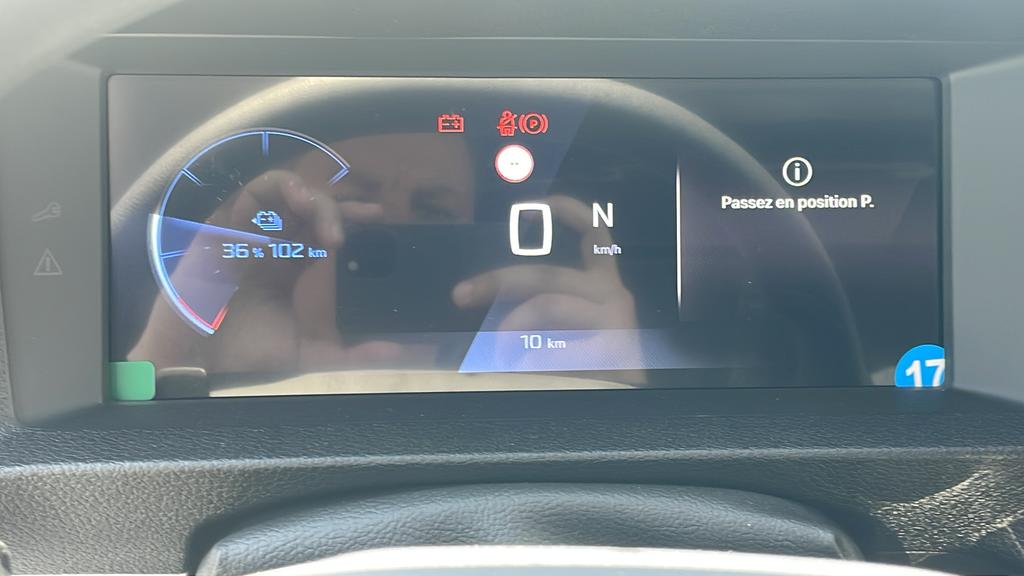 P
Passez en position P.
0 N
km/h
36 % 102 km
10 km
17